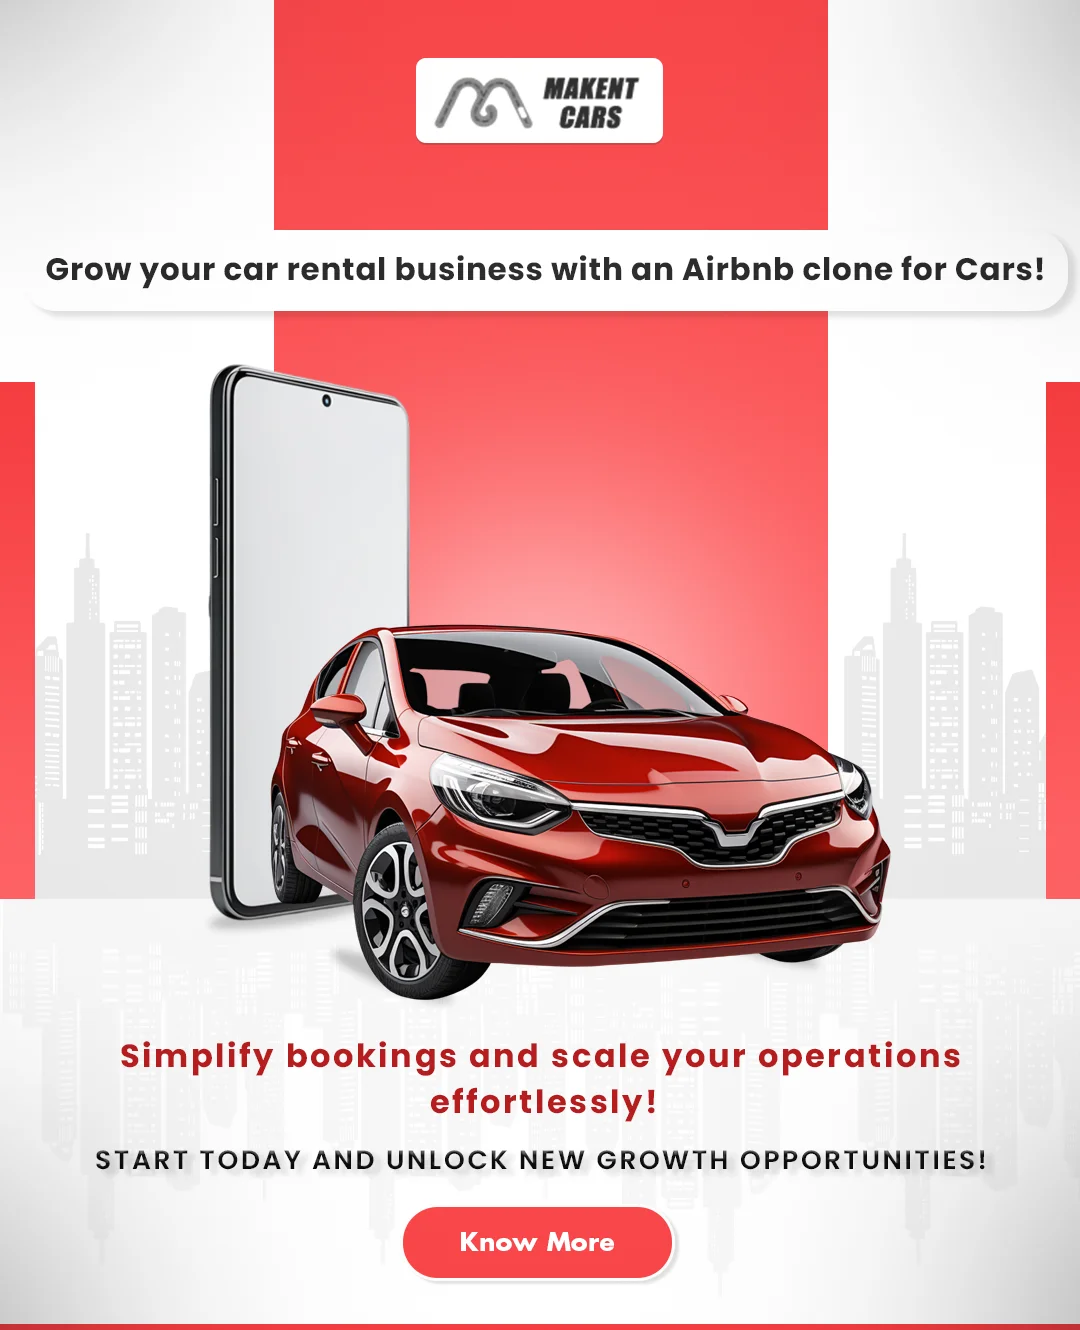 MAKENT
CARS
Grow your car rental business with an Airbnb clone for Cars!
Simplify bookings and scale your operations
effortlessly!
START TODAY AND UNLOCK NEW GROWTH OPPORTUNITIES!
Know More